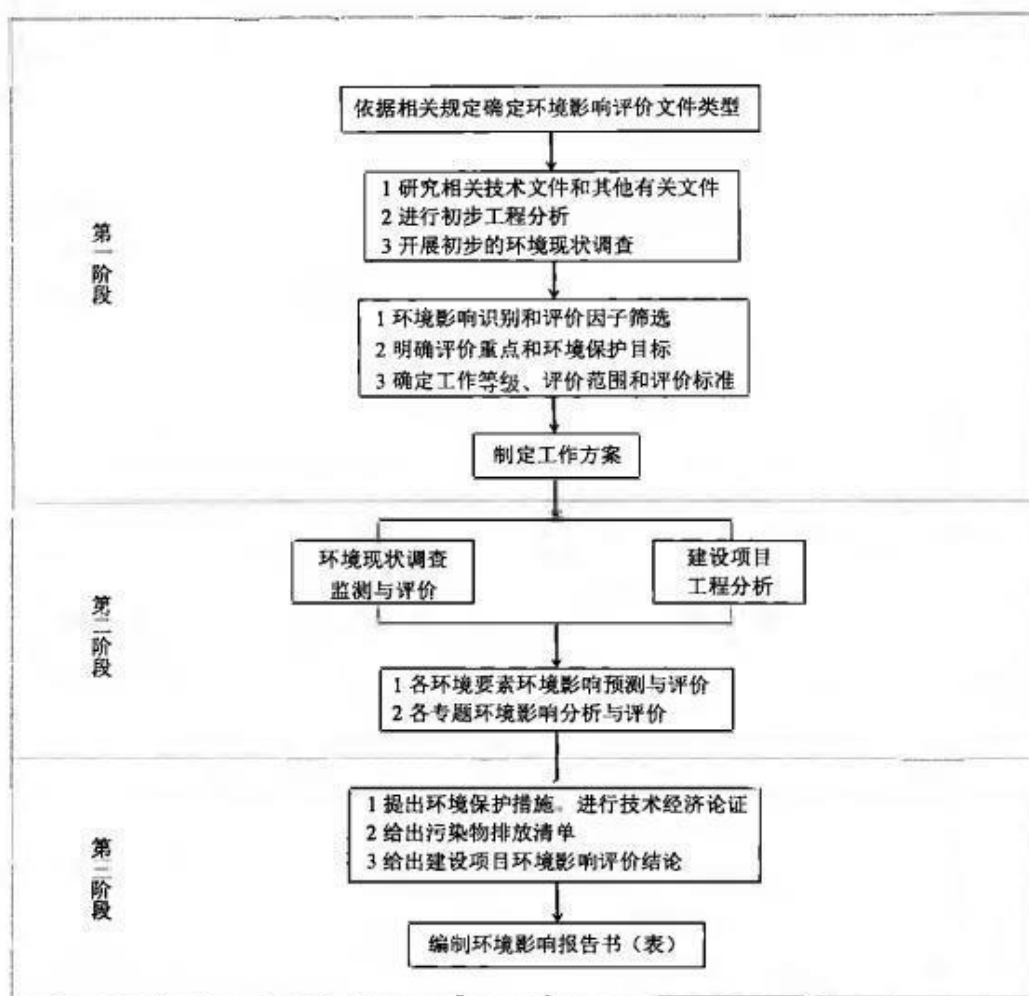 依据相关规定确定环境影响评价文件类型
1 研究相关技术文件和其他有关文件
2 进行初步工程分析
3 开展初步的环境现状调查
第一阶段
1 环境影响识别和评价因子筛选
2 明确评价重点和环境保护目标
3 确定工作等级、评价范围和评价标准
制定工作方案
环境现状调查
监测与评价
建设项目
工程分析
第二阶段
1 各环境要素环境影响预测与评价
2 各专题环境影响分析与评价
1 提出环境保护措施。进行技术经济论证
2 给出污染物排放清单
3 给出建设项目环境影响评价结论
第三阶段
编制环境影响报告书（表）